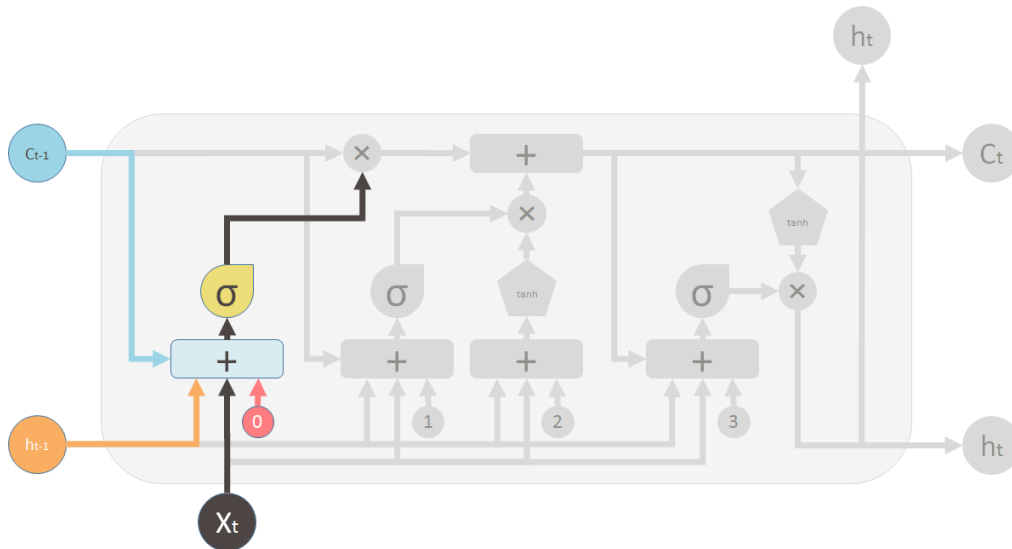 ht
Ct-1
×
+
Ct
×
tanh
σ
σ
tanh
σ
×
+
+
+
+
0
1
2
3
ht-1
ht
Xt